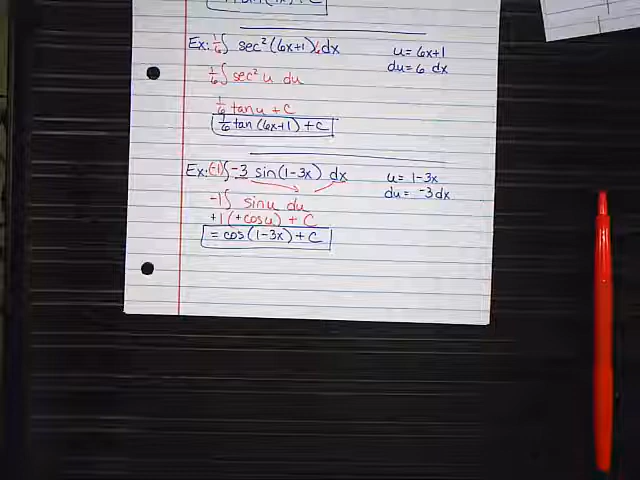 Ex: 1/6 ∫ sec²(6x+1) 6 dx
u = 6x+1
du = 6 dx
1/6 ∫ sec² u du
1/6 tan u + C
1/6 tan(6x+1) + C
Ex: (-1) ∫ -3 sin(1-3x) dx
u = 1-3x
du = -3 dx
-1 ∫ sin u du
+1 (+cos u) + C
= cos(1-3x) + C